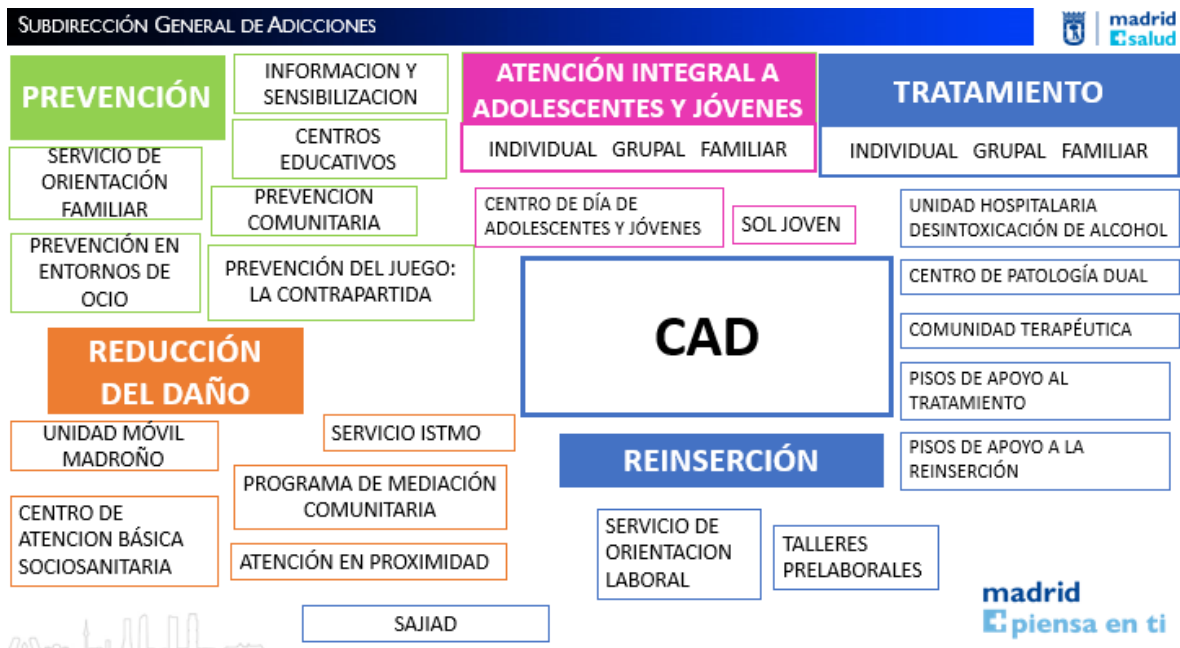 SUBDIRECCIÓN GENERAL DE ADICCIONES
madrid
salud
PREVENCIÓN
INFORMACION Y
SENSIBILIZACION
CENTROS
EDUCATIVOS
SERVICIO DE
ORIENTACIÓN
FAMILIAR
PREVENCION
COMUNITARIA
PREVENCIÓN EN
ENTORNOS DE
OCIO
PREVENCIÓN DEL JUEGO:
LA CONTRAPARTIDA
ATENCIÓN INTEGRAL A
ADOLESCENTES Y JÓVENES
INDIVIDUAL GRUPAL FAMILIAR
CENTRO DE DÍA DE
ADOLESCENTES Y JÓVENES
SOL JOVEN
TRATAMIENTO
INDIVIDUAL GRUPAL FAMILIAR
UNIDAD HOSPITALARIA
DESINTOXICACIÓN DE ALCOHOL
CENTRO DE PATOLOGÍA DUAL
COMUNIDAD TERAPÉUTICA
PISOS DE APOYO AL
TRATAMIENTO
PISOS DE APOYO A LA
REINSERCIÓN
CAD
REDUCCIÓN
DEL DAÑO
UNIDAD MÓVIL
MADROÑO
SERVICIO ISTMO
PROGRAMA DE MEDIACIÓN
COMUNITARIA
CENTRO DE
ATENCION BÁSICA
SOCIOSANITARIA
ATENCIÓN EN PROXIMIDAD
REINSERCIÓN
SERVICIO DE
ORIENTACION
LABORAL
TALLERES
PRELABORALES
SAJIAD
madrid
piensa en ti